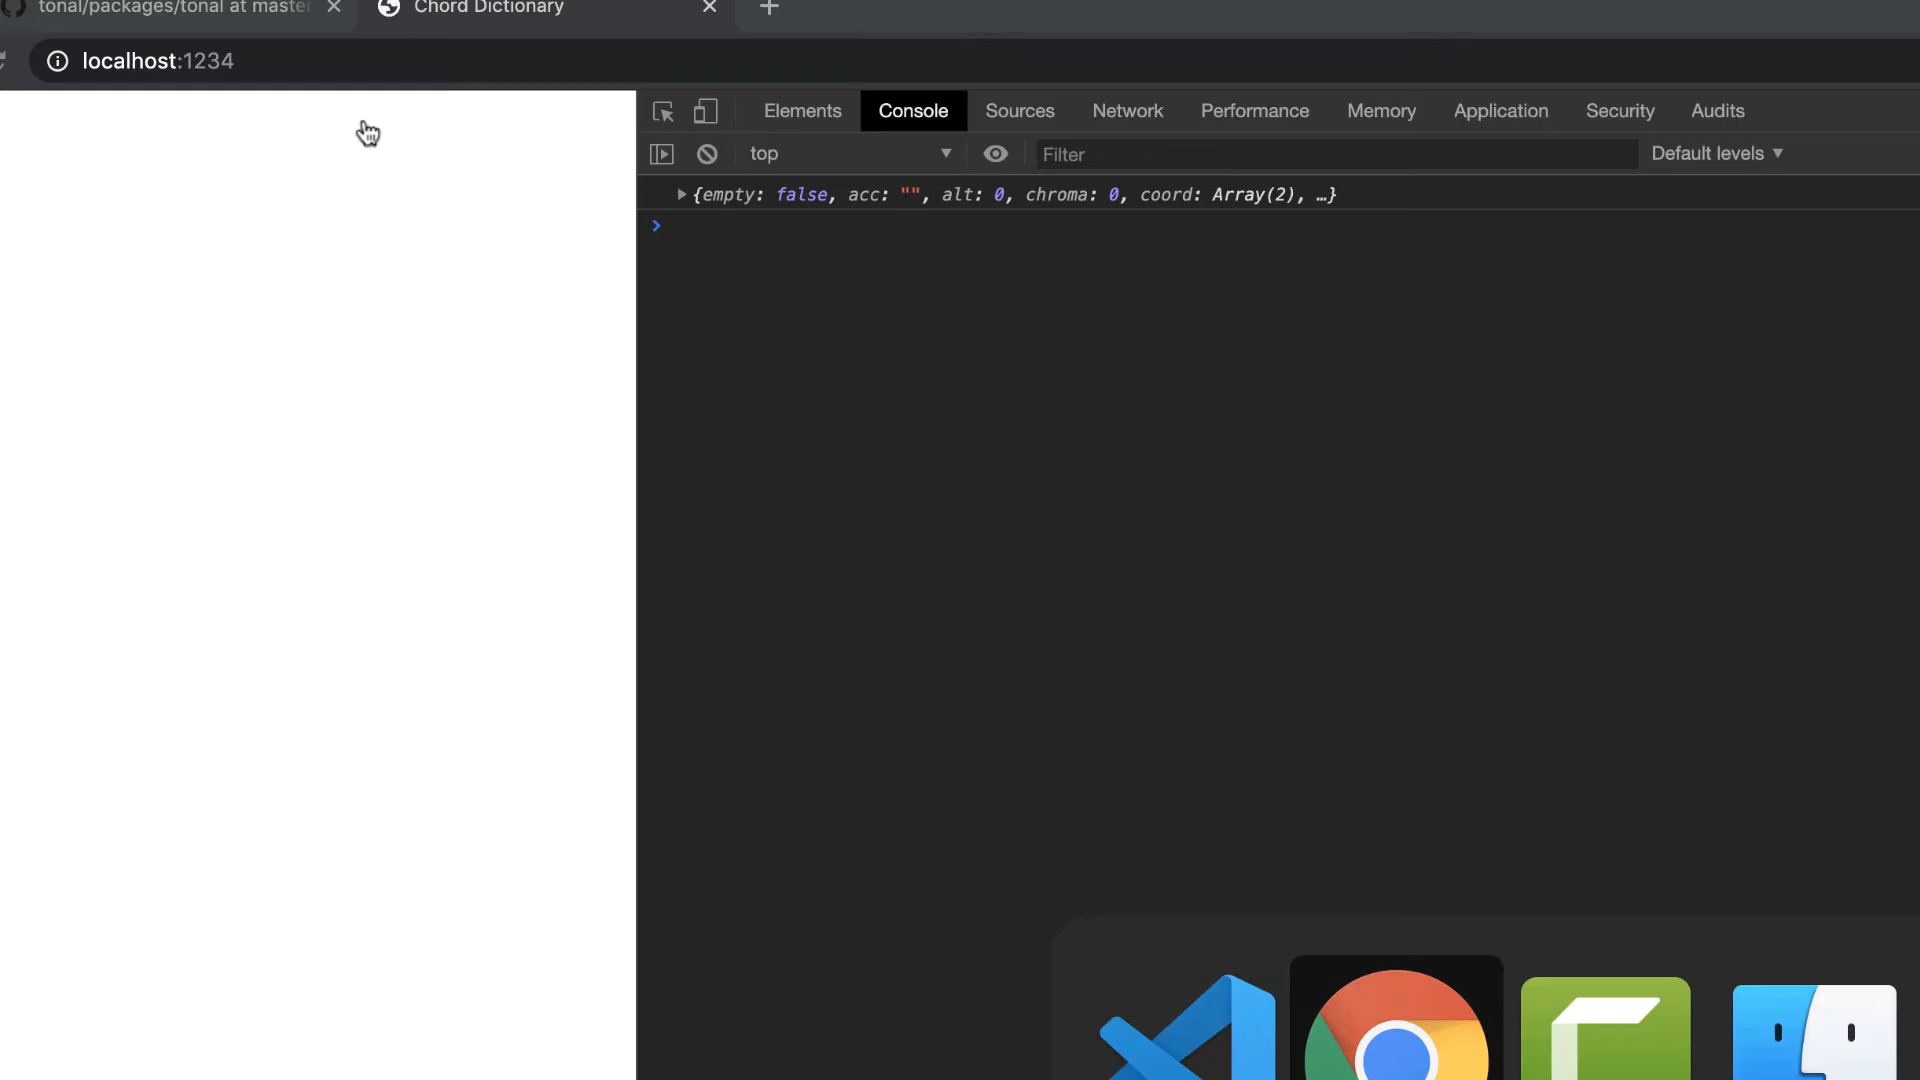 tonal/packages/tonal at master
Chord Dictionary
localhost:1234
Elements Console Sources Network Performance Memory Application Security Audits
top Filter Default levels
{empty: false, acc: "", alt: 0, chroma: 0, coord: Array(2), …}